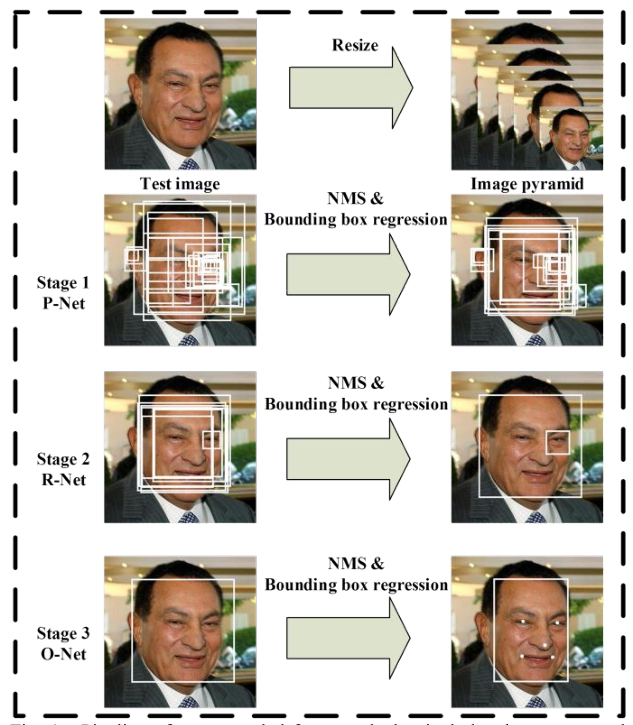 Resize
Test image
Image pyramid
NMS &
Bounding box regression
Stage 1
P-Net
NMS &
Bounding box regression
Stage 2
R-Net
NMS &
Bounding box regression
Stage 3
O-Net